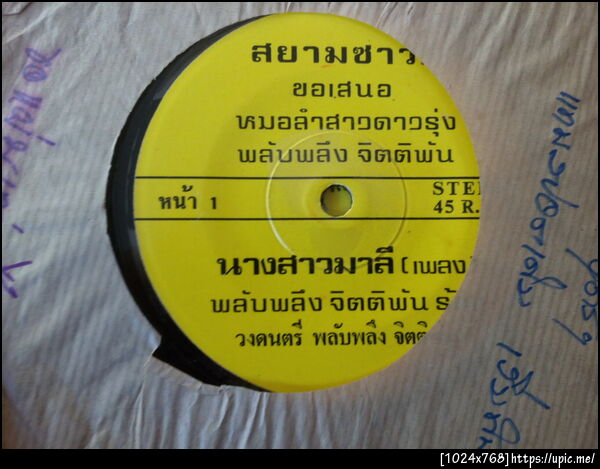 สยามซาว
ขอเสนอ
หมอลำสาวดาวรุ่ง
พลับพลึง จิตติพัน
หน้า 1
STE
45 R.
นางสาวมาลี (เพลง
พลับพลึง จิตติพัน ร้
วงดนตรี พลับพลึง จิตติ
[1024x768]https://upic.me/